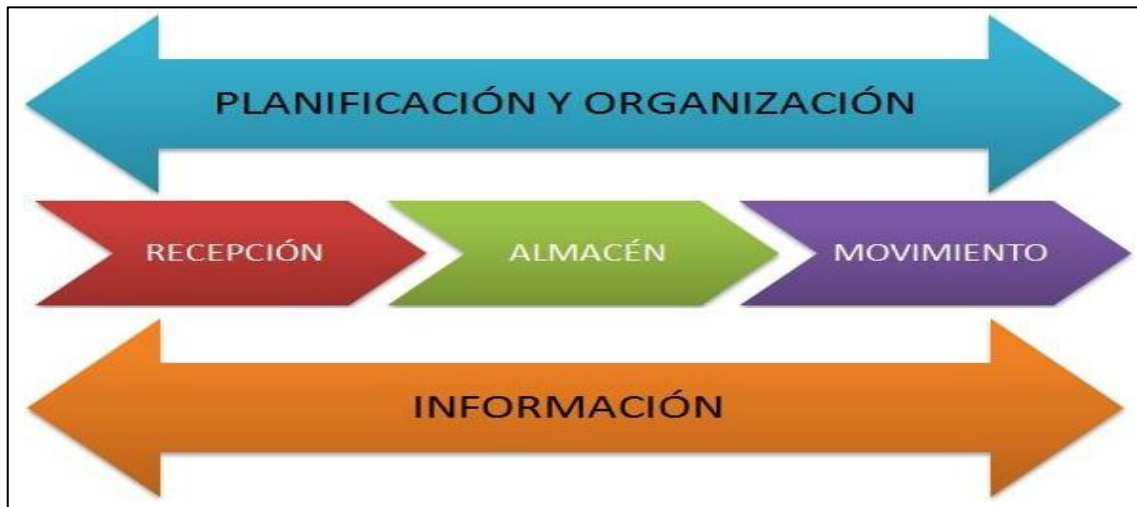 PLANIFICACIÓN Y ORGANIZACIÓN
RECEPCIÓN
ALMACÉN
MOVIMIENTO
INFORMACIÓN